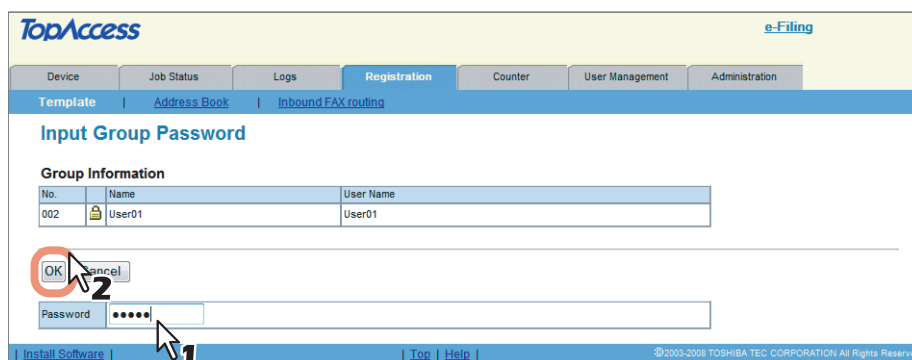 TopAccess
e-Filing
Device Job Status Logs Registration Counter User Management Administration
Template | Address Book | Inbound FAX routing
Input Group Password
Group Information
No. Name User Name
002 User01 User01
OK Cancel
2
Password •••••
1
| Install Software | | Top | Help | ©2003-2008 TOSHIBA TEC CORPORATION All Rights Reserve